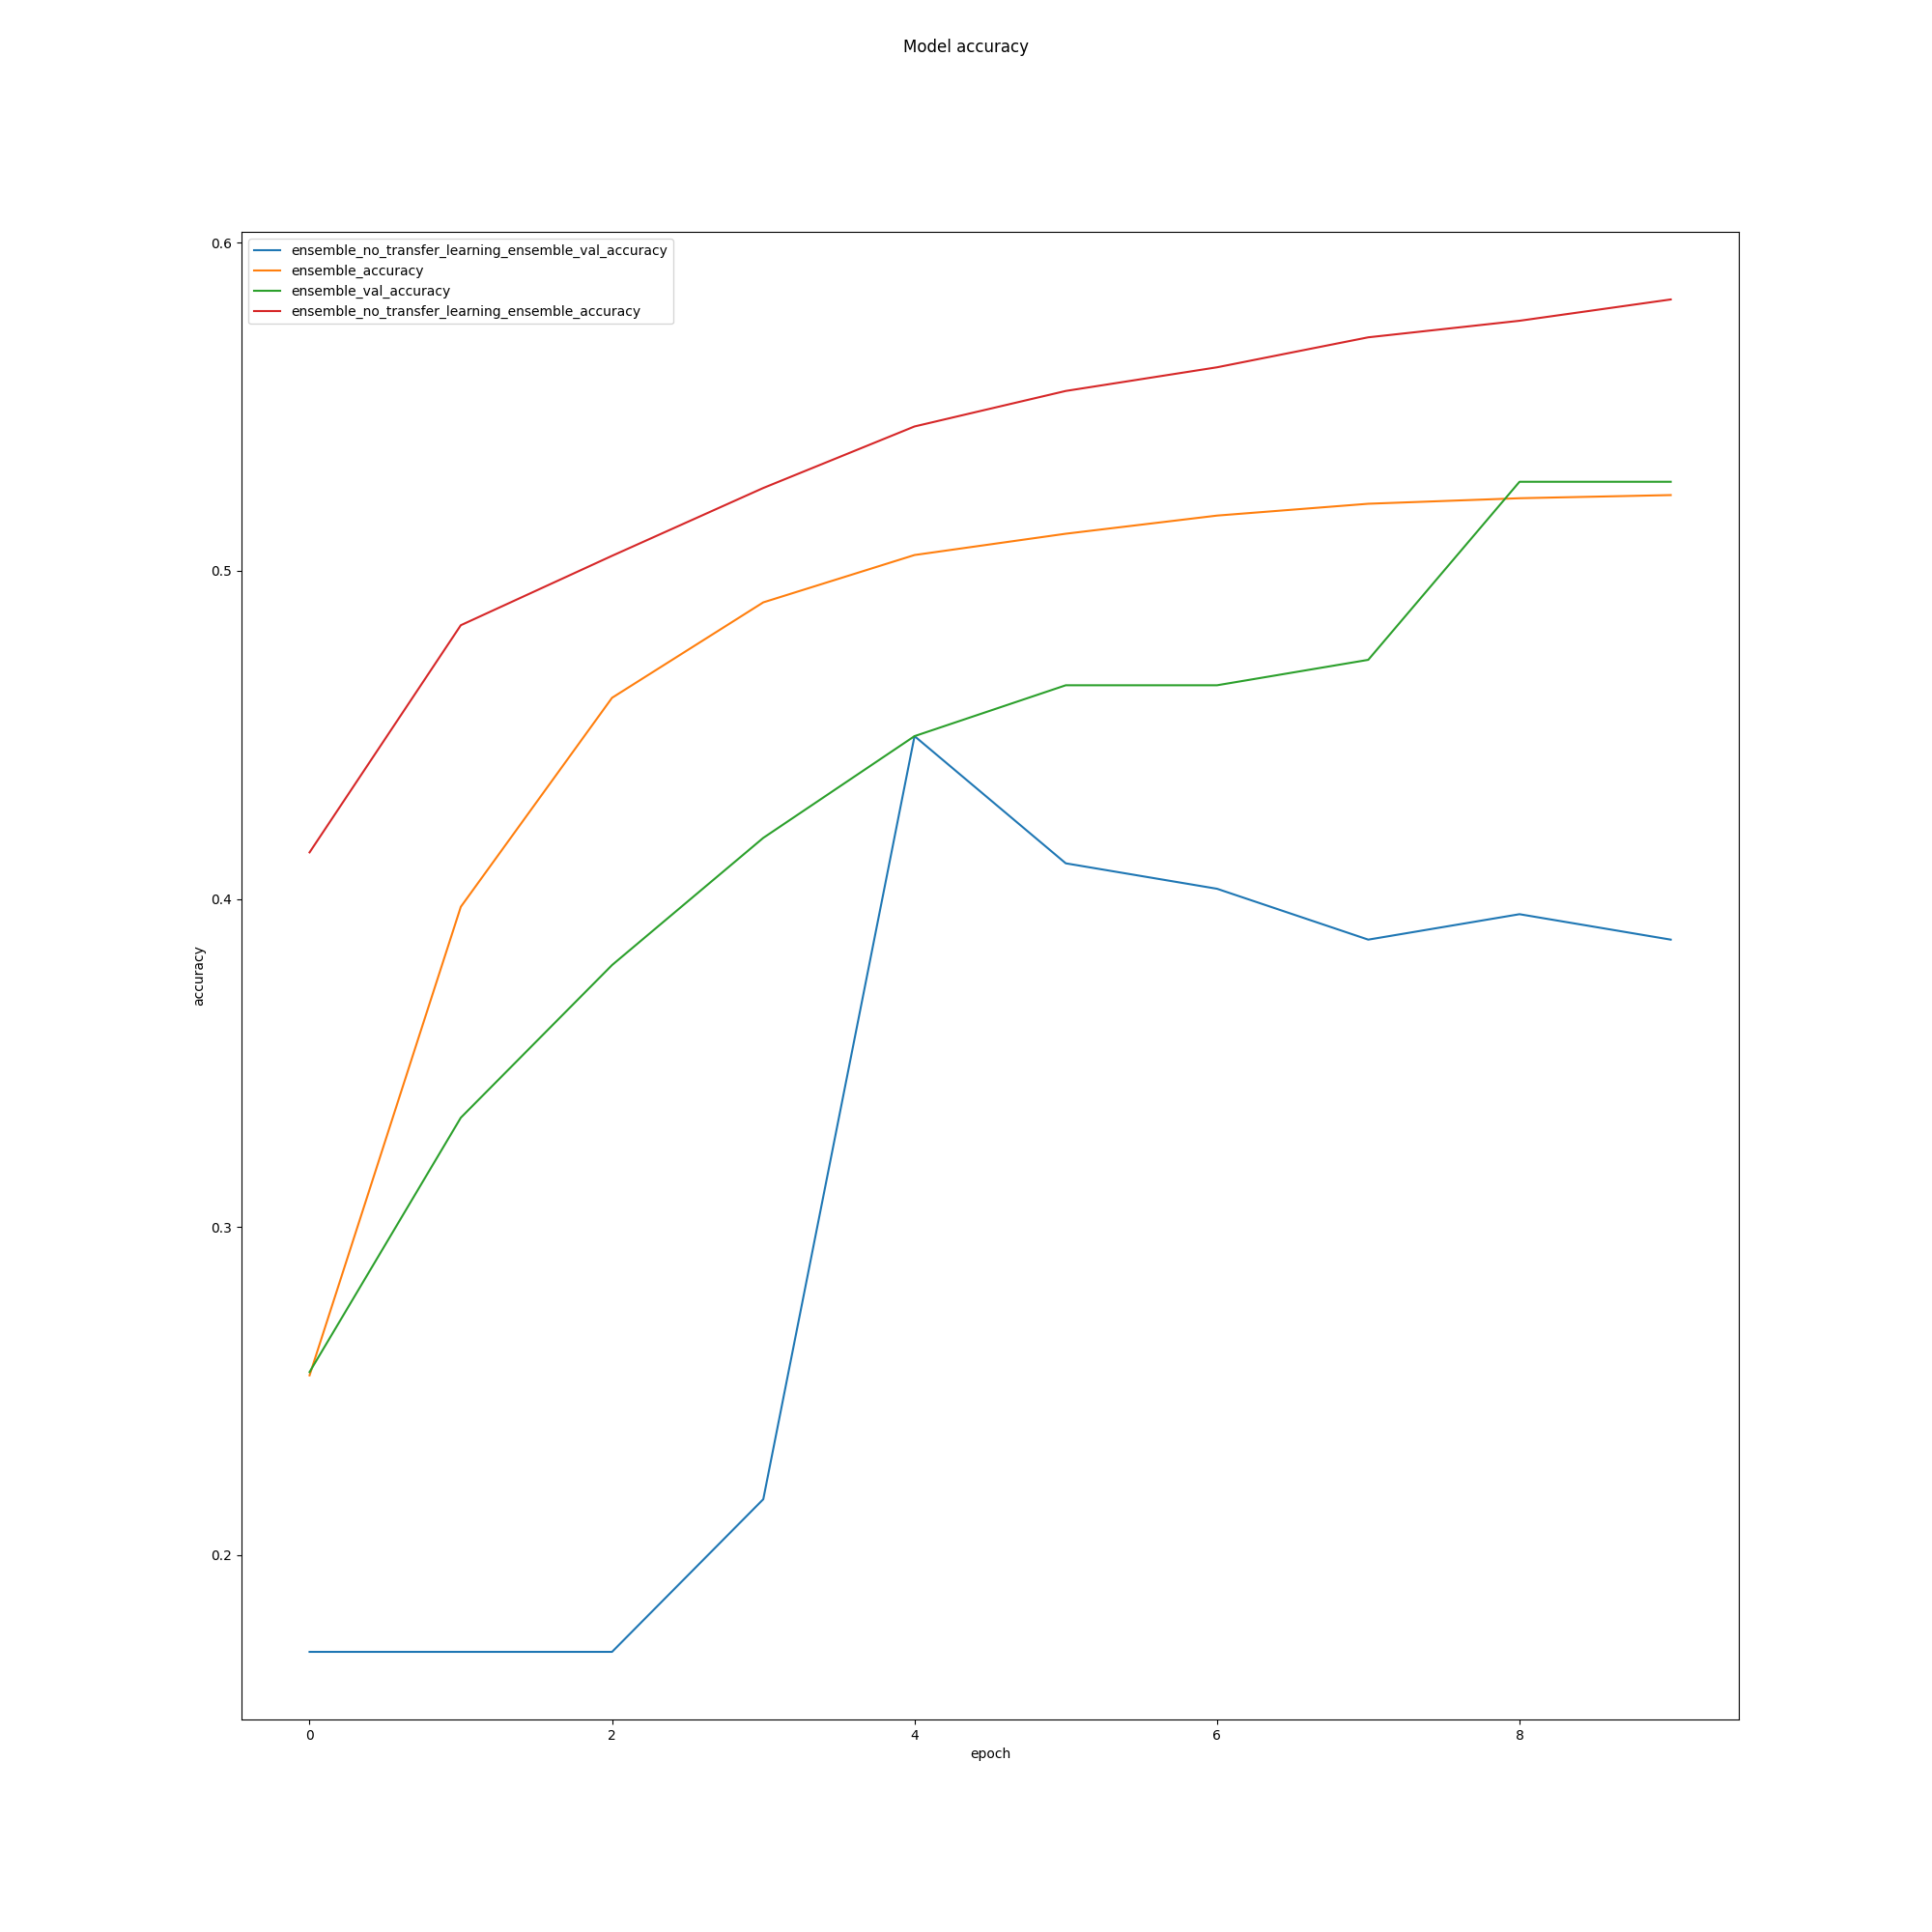 Model accuracy
ensemble_no_transfer_learning_ensemble_val_accuracy
ensemble_accuracy
ensemble_val_accuracy
ensemble_no_transfer_learning_ensemble_accuracy
0.6
0.5
0.4
0.3
0.2
accuracy
0 2 4 6 8
epoch